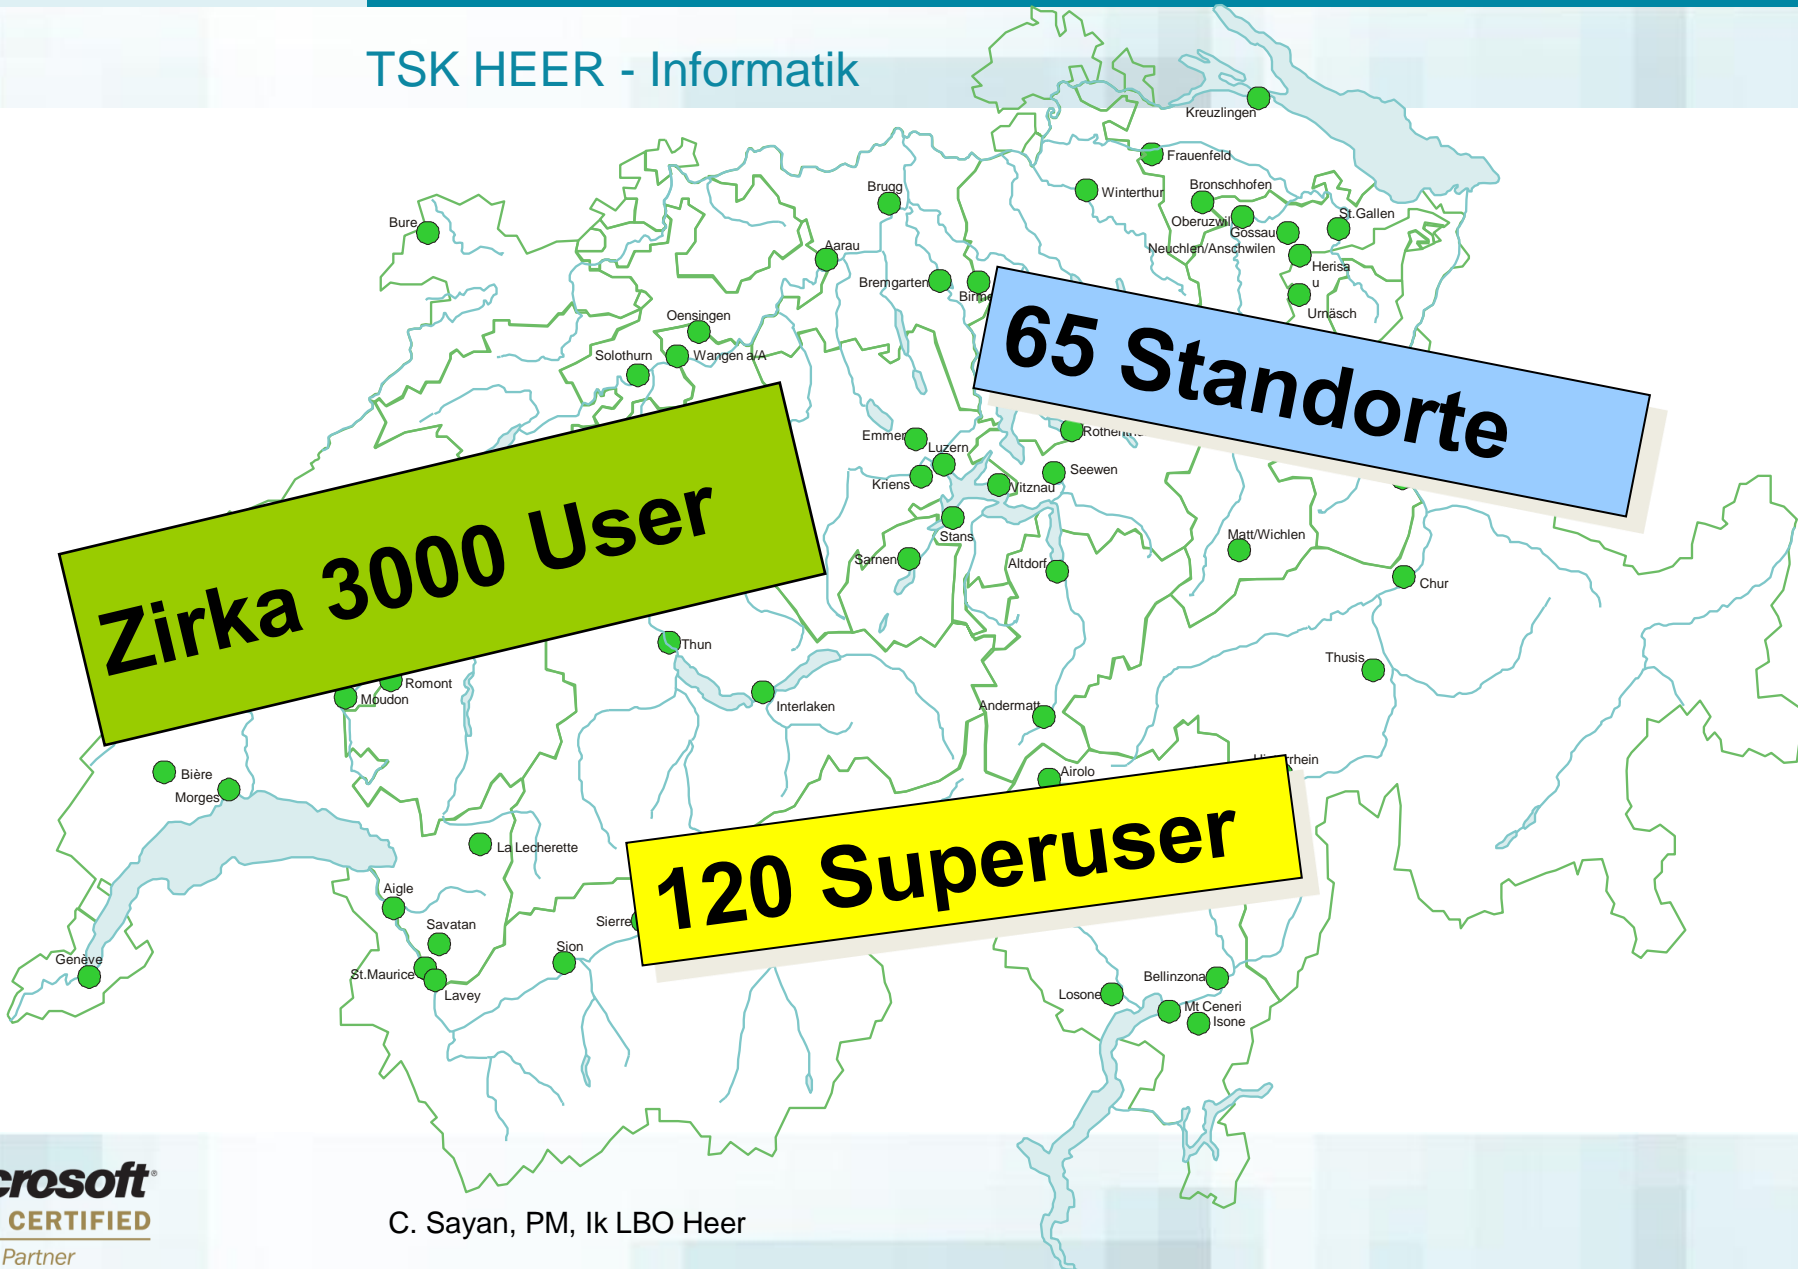 TSK HEER - Informatik
Kreuzlingen
Frauenfeld
Winterthur
Bronschhofen
Brugg
Bure
Oberuzwil
St.Gallen
Gossau
Aarau
Neuchlen/Anschwilen
Herisa
u
Bremgarten
Urnäsch
Oensingen
Solothurn
Wangen a/A
65 Standorte
Emmen
Luzern
Seewen
Kriens
Vitznau
Zirka 3000 User
Stans
Matt/Wichlen
Sarnen
Altdorf
Chur
Thun
Thusis
Romont
Moudon
Interlaken
Andermatt
Airolo
Bière
Morges
120 Superuser
La Lecherette
Aigle
Savatan
Sierre
Sion
Genève
St.Maurice
Lavey
Bellinzona
Losone
Mt Ceneri
Isone
CERTIFIED
Partner
C. Sayan, PM, Ik LBO Heer